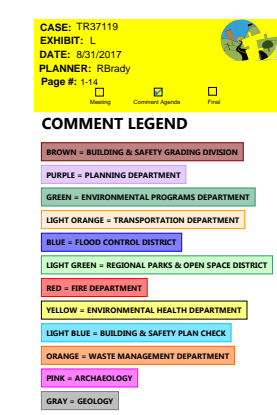 CASE: TR37119
EXHIBIT: L
DATE: 8/31/2017
PLANNER: RBrady
Page #: 1-14
Meeting Comment Agenda Final
COMMENT LEGEND
BROWN = BUILDING & SAFETY GRADING DIVISION
PURPLE = PLANNING DEPARTMENT
GREEN = ENVIRONMENTAL PROGRAMS DEPARTMENT
LIGHT ORANGE = TRANSPORTATION DEPARTMENT
BLUE = FLOOD CONTROL DISTRICT
LIGHT GREEN = REGIONAL PARKS & OPEN SPACE DISTRICT
RED = FIRE DEPARTMENT
YELLOW = ENVIRONMENTAL HEALTH DEPARTMENT
LIGHT BLUE = BUILDING & SAFETY PLAN CHECK
ORANGE = WASTE MANAGEMENT DEPARTMENT
PINK = ARCHAEOLOGY
GRAY = GEOLOGY